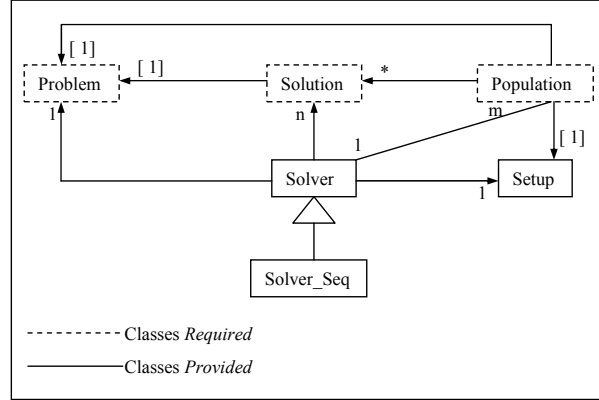 [ 1]
[ 1]
*
Problem
Solution
Population
1
n
m
1
[ 1]
Solver
Setup
1
Solver_Seq
Classes Required
Classes Provided